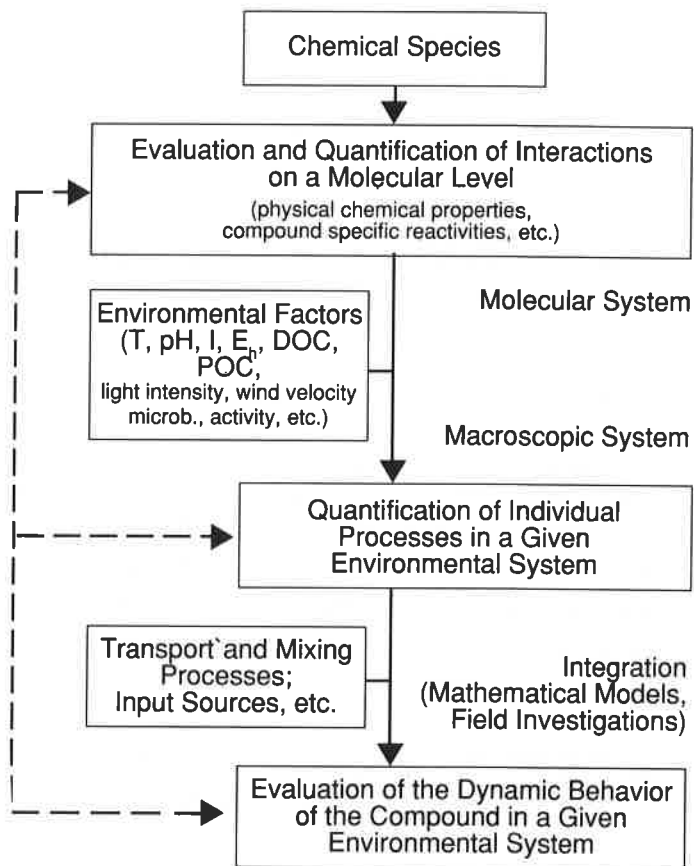 Chemical Species
Evaluation and Quantification of Interactions
on a Molecular Level
(physical chemical properties,
compound specific reactivities, etc.)
Molecular System
Environmental Factors
(T, pH, I, E_h, DOC,
POC,
light intensity, wind velocity
microb., activity, etc.)
Macroscopic System
Quantification of Individual
Processes in a Given
Environmental System
Transport and Mixing
Processes;
Input Sources, etc.
Integration
(Mathematical Models,
Field Investigations)
Evaluation of the Dynamic Behavior
of the Compound in a Given
Environmental System